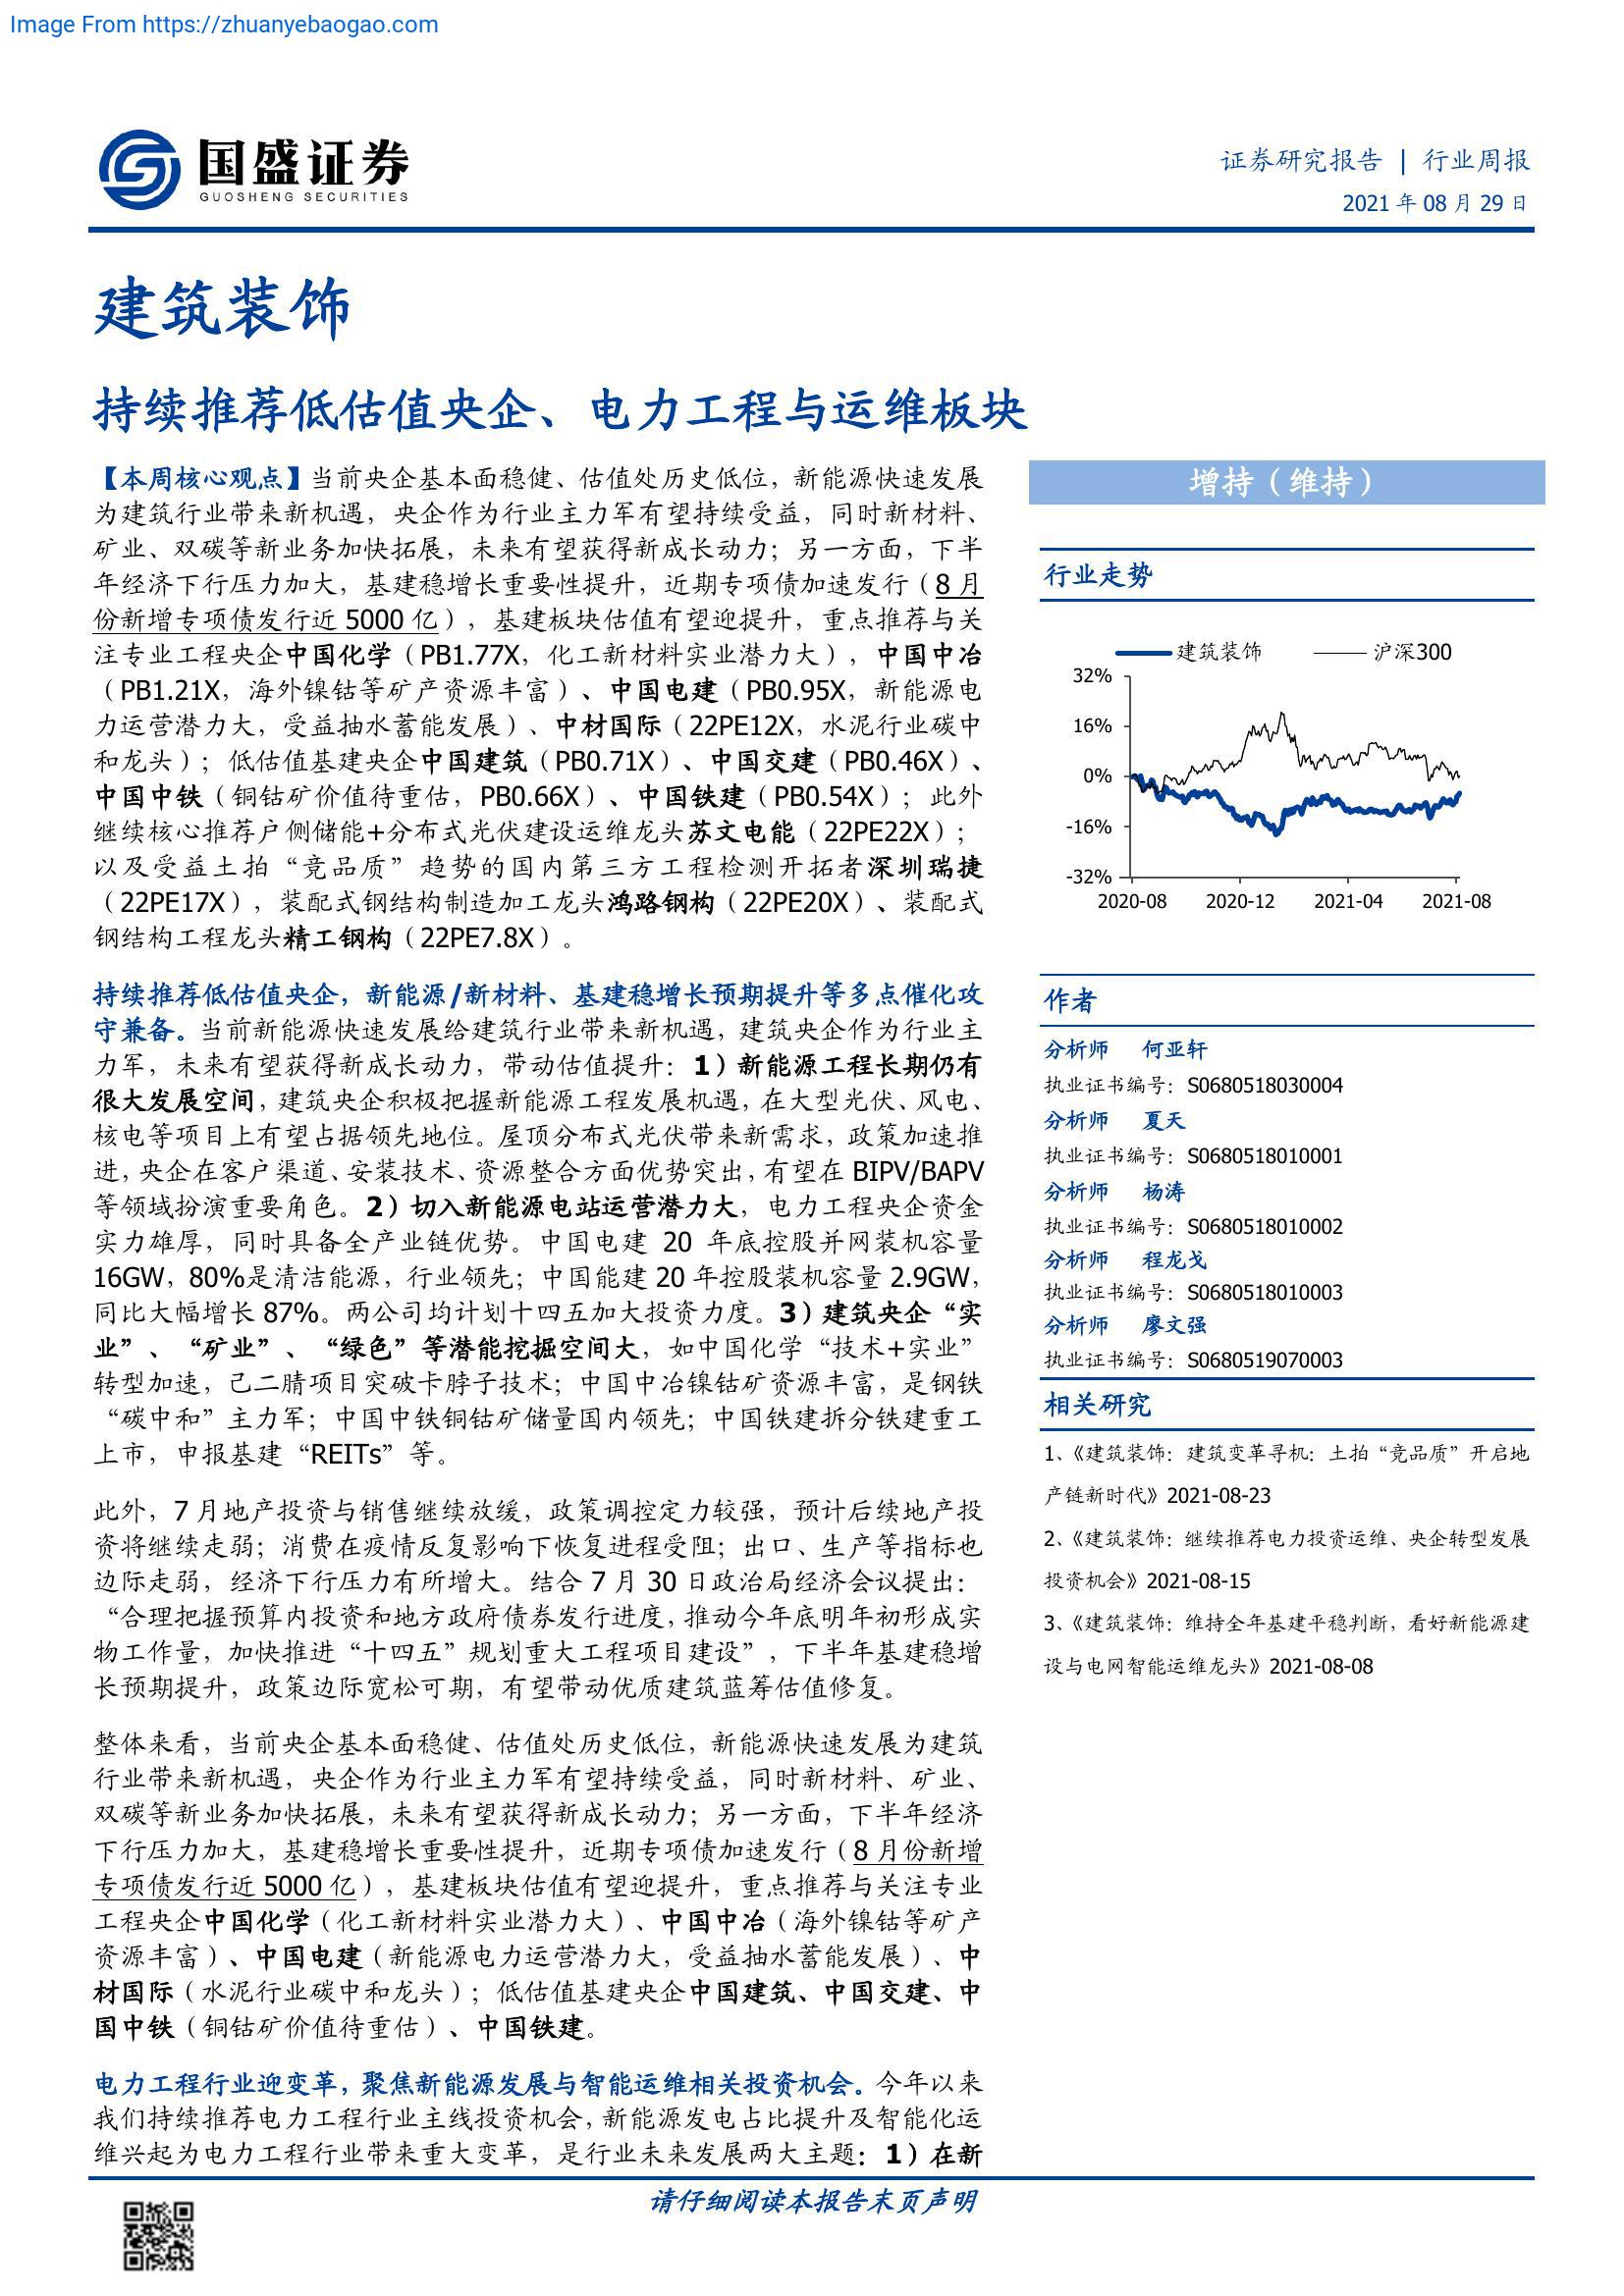 Image From https://zhuanyebaogao.com
国盛证券
GUOSHENG SECURITIES
证券研究报告 | 行业周报
2021 年 08 月 29 日
建筑装饰
持续推荐低估值央企、电力工程与运维板块
【本周核心观点】当前央企基本面稳健、估值处历史低位，新能源快速发展
为建筑行业带来新机遇，央企作为行业主力军有望持续受益，同时新材料、
矿业、双碳等新业务加快拓展，未来有望获得新成长动力；另一方面，下半
年经济下行压力加大，基建稳增长重要性提升，近期专项债加速发行（8 月
份新增专项债发行近 5000 亿），基建板块估值有望迎提升，重点推荐与关
注专业工程央企中国化学（PB1.77X，化工新材料实业潜力大），中国中冶
（PB1.21X，海外镍钴等矿产资源丰富）、中国电建（PB0.95X，新能源电
力运营潜力大，受益抽水蓄能发展）、中材国际（22PE12X，水泥行业碳中
和龙头）；低估值基建央企中国建筑（PB0.71X）、中国交建（PB0.46X）、
中国中铁（铜钴矿价值待重估，PB0.66X）、中国铁建（PB0.54X）；此外
继续核心推荐户侧储能+分布式光伏建设运维龙头苏文电能（22PE22X）；
以及受益土拍“竞品质”趋势的国内第三方工程检测开拓者深圳瑞捷
（22PE17X），装配式钢结构制造加工龙头鸿路钢构（22PE20X）、装配式
钢结构工程龙头精工钢构（22PE7.8X）。
持续推荐低估值央企，新能源/新材料、基建稳增长预期提升等多点催化攻
守兼备。当前新能源快速发展给建筑行业带来新机遇，建筑央企作为行业主
力军，未来有望获得新成长动力，带动估值提升：1）新能源工程长期仍有
很大发展空间，建筑央企积极把握新能源工程发展机遇，在大型光伏、风电、
核电等项目上有望占据领先地位。屋顶分布式光伏带来新需求，政策加速推
进，央企在客户渠道、安装技术、资源整合方面优势突出，有望在 BIPV/BAPV
等领域扮演重要角色。2）切入新能源电站运营潜力大，电力工程央企资金
实力雄厚，同时具备全产业链优势。中国电建 20 年底控股并网装机容量
16GW，80%是清洁能源，行业领先；中国能建 20 年控股装机容量 2.9GW，
同比大幅增长 87%。两公司均计划十四五加大投资力度。3）建筑央企“实
业”、“矿业”、“绿色”等潜能挖掘空间大，如中国化学“技术+实业”
转型加速，己二腈项目突破卡脖子技术；中国中冶镍钴矿资源丰富，是钢铁
“碳中和”主力军；中国中铁铜钴矿储量国内领先；中国铁建拆分铁建重工
上市，申报基建“REITs”等。
此外，7 月地产投资与销售继续放缓，政策调控定力较强，预计后续地产投
资将继续走弱；消费在疫情反复影响下恢复进程受阻；出口、生产等指标也
边际走弱，经济下行压力有所增大。结合 7 月 30 日政治局经济会议提出：
“合理把握预算内投资和地方政府债券发行进度，推动今年底明年初形成实
物工作量，加快推进“十四五”规划重大工程项目建设”，下半年基建稳增
长预期提升，政策边际宽松可期，有望带动优质建筑蓝筹估值修复。
整体来看，当前央企基本面稳健、估值处历史低位，新能源快速发展为建筑
行业带来新机遇，央企作为行业主力军有望持续受益，同时新材料、矿业、
双碳等新业务加快拓展，未来有望获得新成长动力；另一方面，下半年经济
下行压力加大，基建稳增长重要性提升，近期专项债加速发行（8 月份新增
专项债发行近 5000 亿），基建板块估值有望迎提升，重点推荐与关注专业
工程央企中国化学（化工新材料实业潜力大）、中国中冶（海外镍钴等矿产
资源丰富）、中国电建（新能源电力运营潜力大，受益抽水蓄能发展）、中
材国际（水泥行业碳中和龙头）；低估值基建央企中国建筑、中国交建、中
国中铁（铜钴矿价值待重估）、中国铁建。
电力工程行业迎变革，聚焦新能源发展与智能运维相关投资机会。今年以来
我们持续推荐电力工程行业主线投资机会，新能源发电占比提升及智能化运
维兴起为电力工程行业带来重大变革，是行业未来发展两大主题：1）在新
增持（维持）
行业走势
建筑装饰 沪深300
32%
16%
0%
-16%
-32%
2020-08 2020-12 2021-04 2021-08
作者
分析师 何亚轩
执业证书编号：S0680518030004
分析师 夏天
执业证书编号：S0680518010001
分析师 杨涛
执业证书编号：S0680518010002
分析师 程龙戈
执业证书编号：S0680518010003
分析师 廖文强
执业证书编号：S0680519070003
相关研究
1、《建筑装饰：建筑变革寻机：土拍“竞品质”开启地
产链新时代》2021-08-23
2、《建筑装饰：继续推荐电力投资运维、央企转型发展
投资机会》2021-08-15
3、《建筑装饰：维持全年基建平稳判断，看好新能源建
设与电网智能运维龙头》2021-08-08
请仔细阅读本报告末页声明